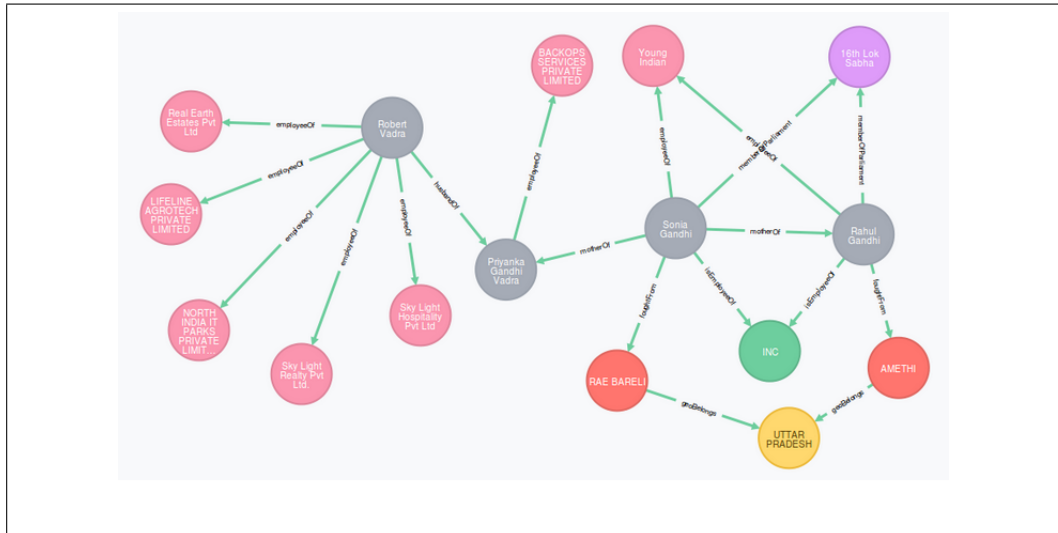 BACKOPS
SERVICES
PRIVATE
LIMITED
Young
Indian
16th Lok
Sabha
Real Earth
Estates Pvt
Ltd
employeeOf
Robert
Vadra
employeeOf
employeeOf
memberOfParliament
employeeOf
memberOfParliament
employeeOf
LIFELINE
AGROTECH
PRIVATE
LIMITED
employeeOf
employeeOf
employeeOf
husbandOf
employeeOf
Sonia
Gandhi
motherOf
Rahul
Gandhi
motherOf
Priyanka
Gandhi
Vadra
foughtFrom
isEmployeeOf
isEmployeeOf
foughtFrom
NORTH
INDIA IT
PARKS
PRIVATE
LIMIT...
Sky Light
Hospitality
Pvt Ltd
Sky Light
Realty Pvt
Ltd.
INC
RAE BARELI
AMETHI
geoBelongs
geoBelongs
UTTAR
PRADESH